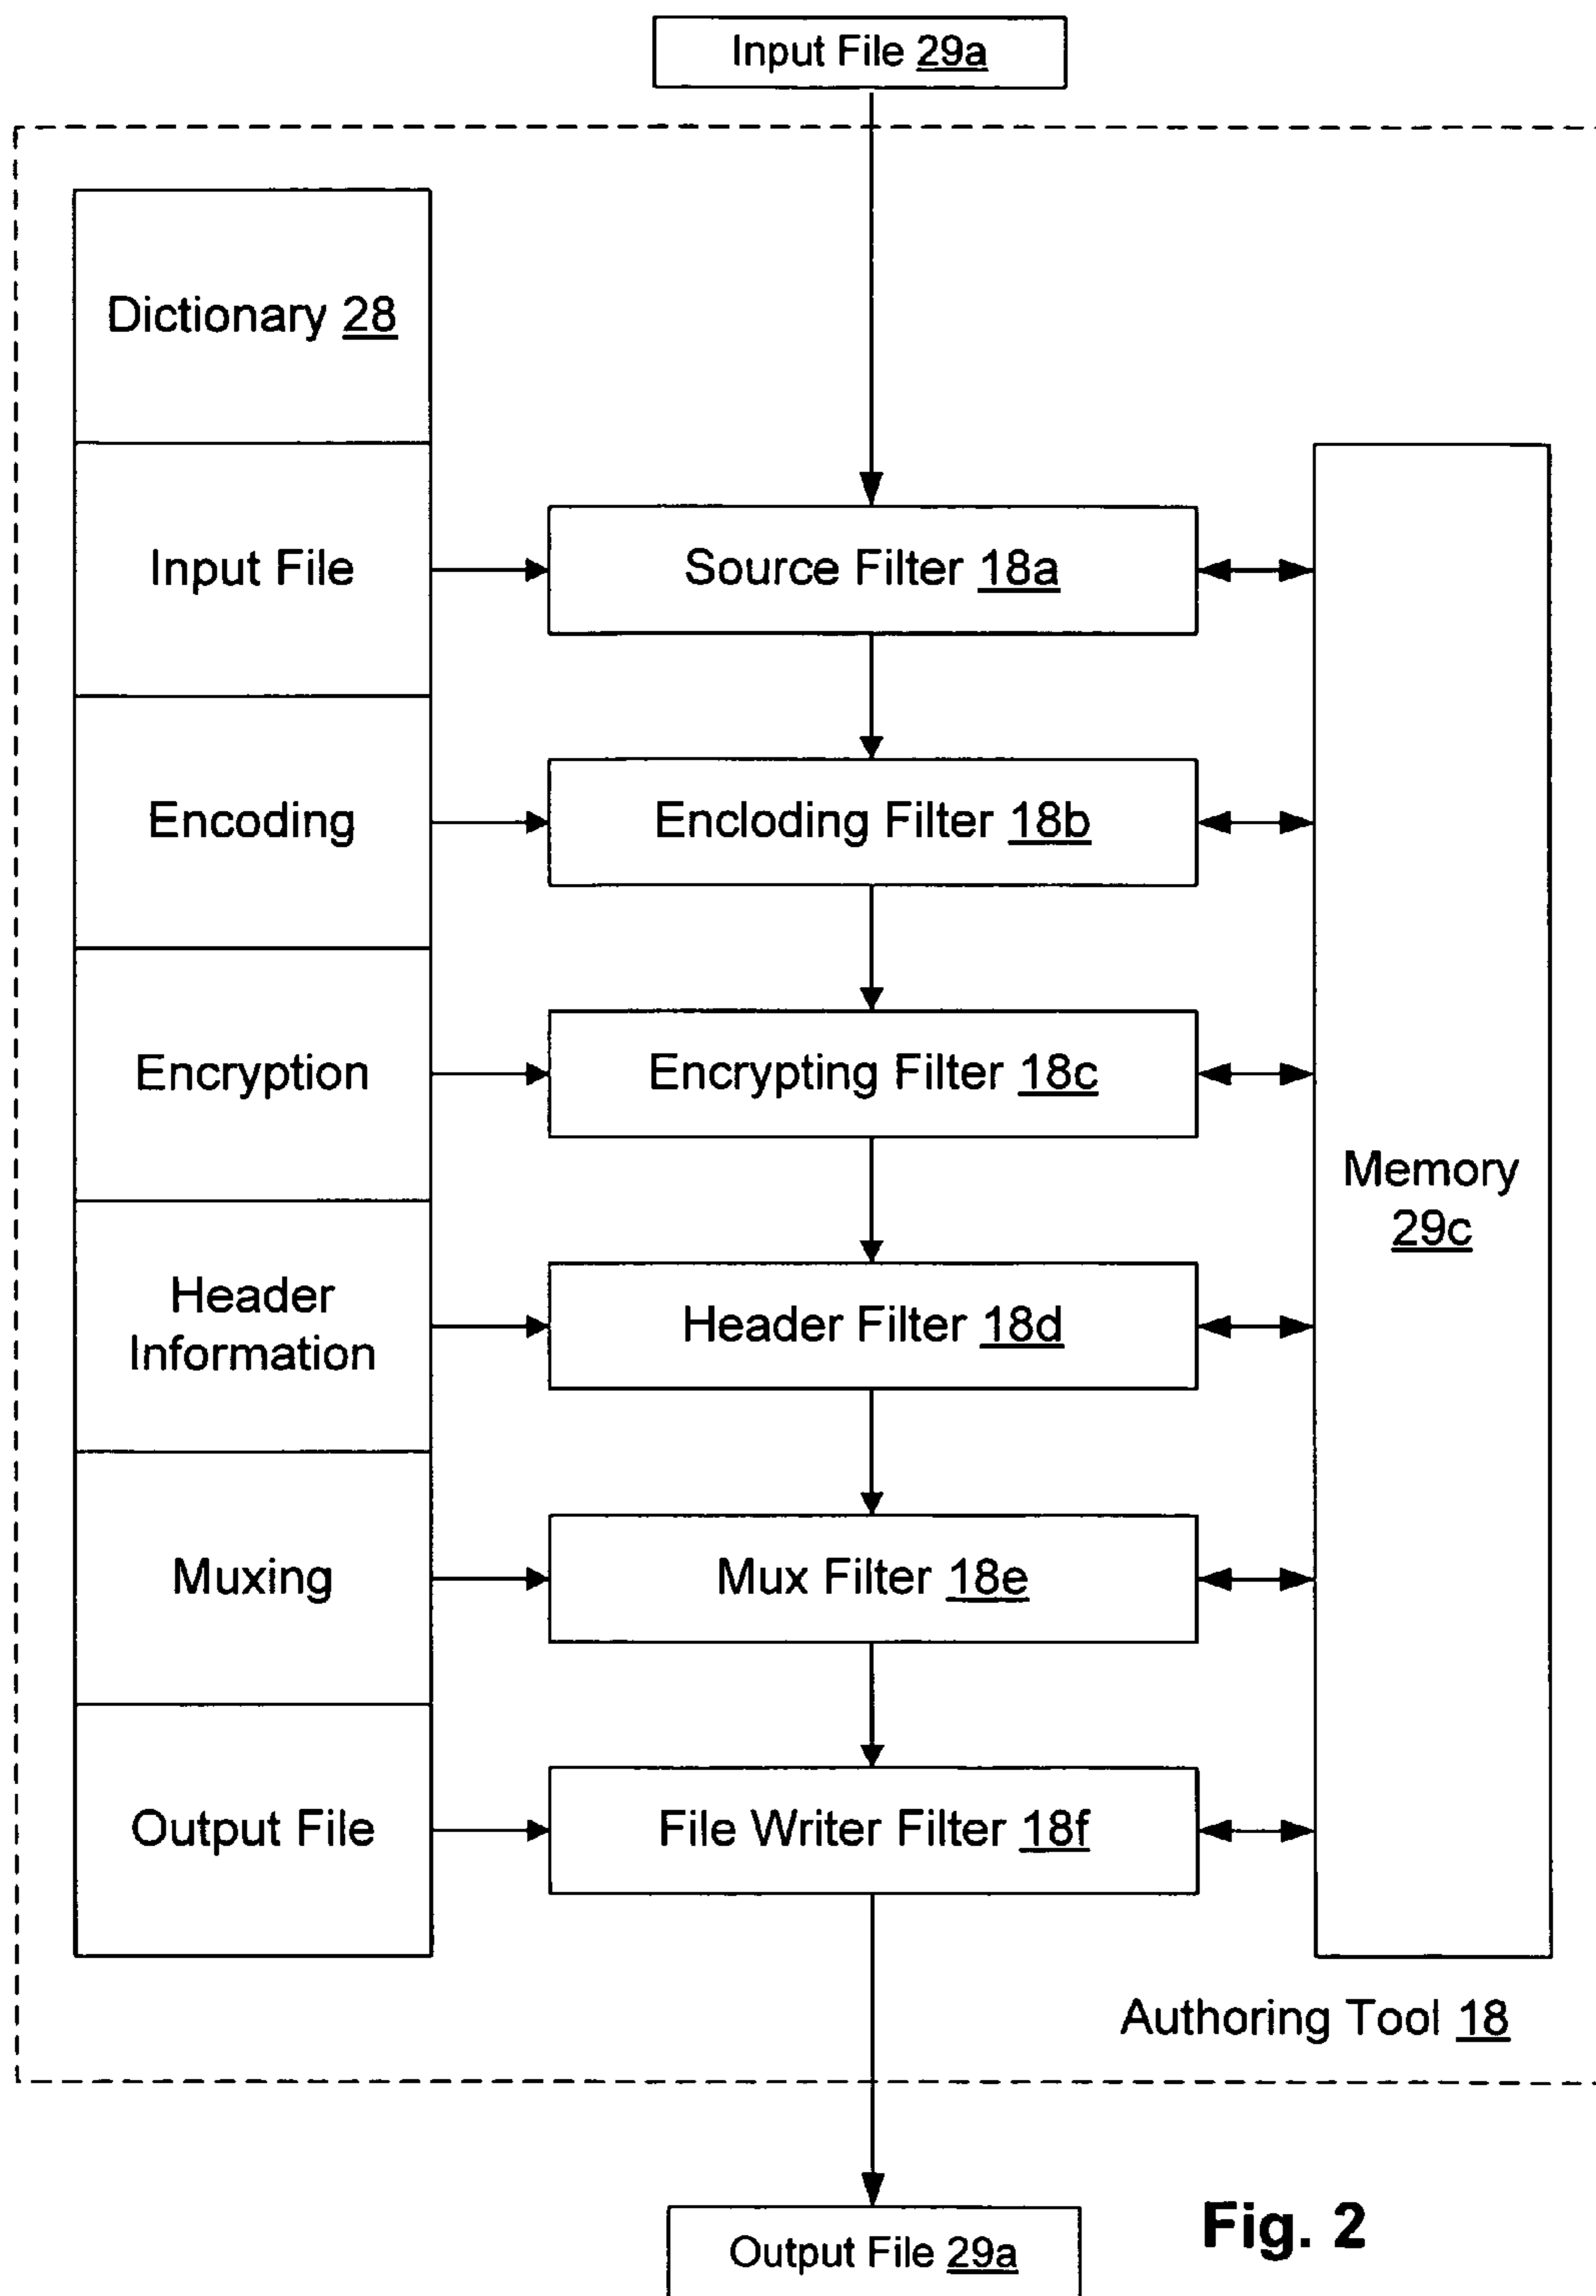 Input File 29a
Dictionary 28
Input File
Source Filter 18a
Encoding
Encloding Filter 18b
Encryption
Encrypting Filter 18c
Memory
29c
Header
Information
Header Filter 18d
Muxing
Mux Filter 18e
Output File
File Writer Filter 18f
Authoring Tool 18
Output File 29a
Fig. 2